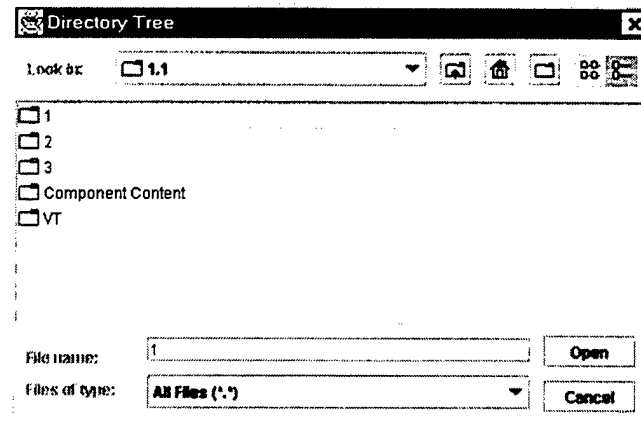 Directory Tree
Look in: 1.1
1
2
3
Component Content
VT
File name: 1 Open
Files of type: All Files (*.*) Cancel